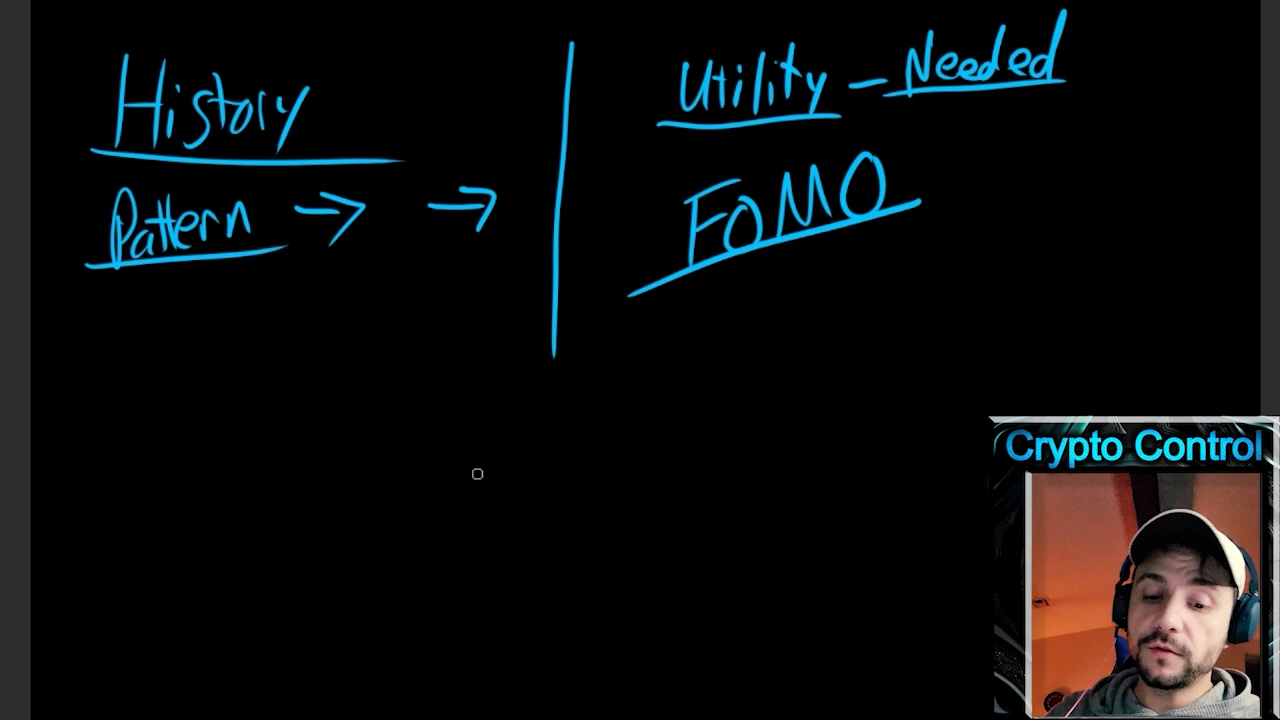 History
Pattern → →
Utility - Needed
FOMO
Crypto Control